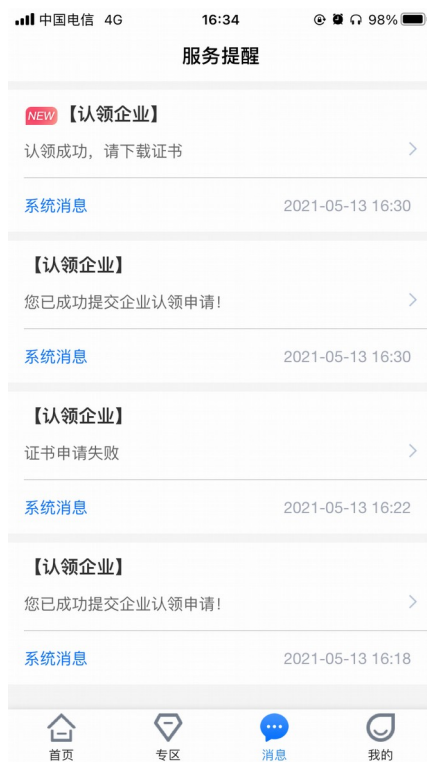 中国电信 4G 16:34 98%
服务提醒
NEW 【认领企业】
认领成功，请下载证书
系统消息 2021-05-13 16:30
【认领企业】
您已成功提交企业认领申请！
系统消息 2021-05-13 16:30
【认领企业】
证书申请失败
系统消息 2021-05-13 16:22
【认领企业】
您已成功提交企业认领申请！
系统消息 2021-05-13 16:18
首页 专区 消息 我的